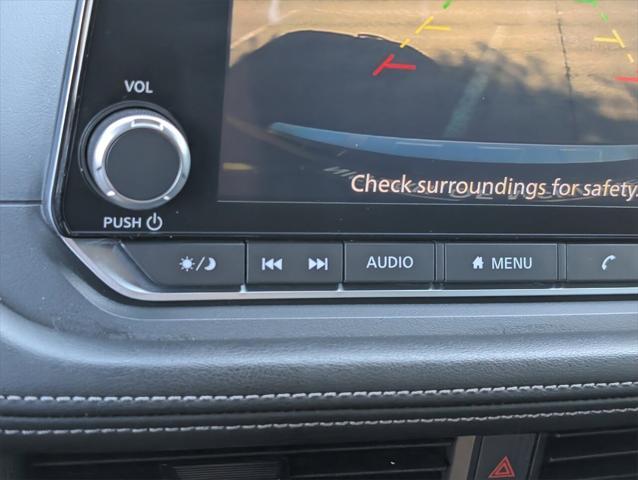 VOL
Check surroundings for safety.
PUSH
AUDIO
MENU